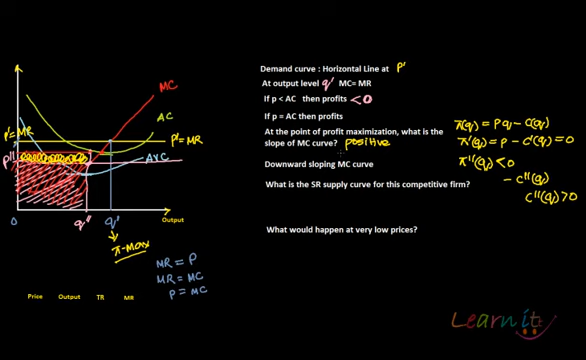 MC
AC
P'= MR
P'= MR
P"
AVC
0
q"
q'
Output
π-Max
MR = P
MR = MC
P = MC
Price Output TR MR
Demand curve : Horizontal Line at P'
At output level q' MC= MR
If p < AC then profits < 0
If p = AC then profits
At the point of profit maximization, what is the
slope of MC curve? positive
Downward sloping MC curve
What is the SR supply curve for this competitive firm?
What would happen at very low prices?
π(q) = Pq - C(q)
π'(q) = P - C'(q) = 0
π''(q) < 0
- C''(q)
C''(q) > 0
Learnitt